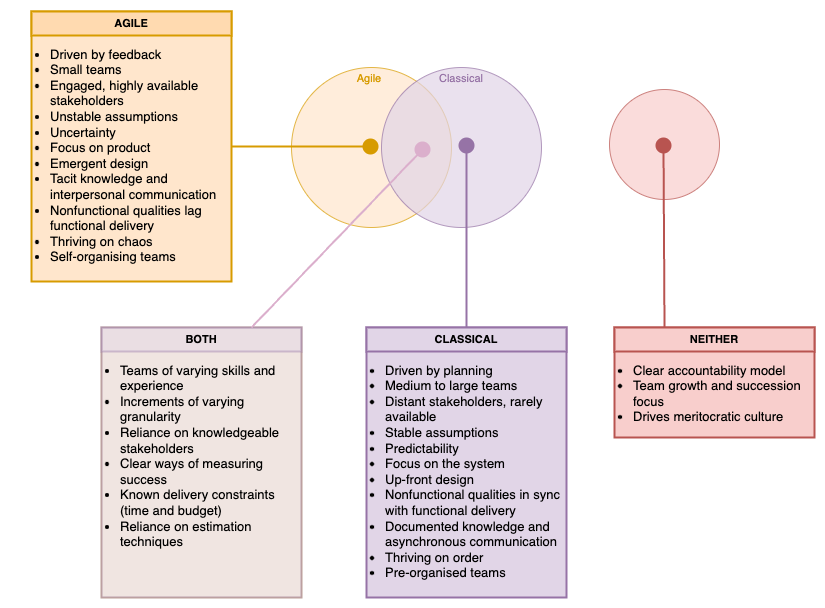 AGILE
• Driven by feedback
• Small teams
• Engaged, highly available
stakeholders
• Unstable assumptions
• Uncertainty
• Focus on product
• Emergent design
• Tacit knowledge and
interpersonal communication
• Nonfunctional qualities lag
functional delivery
• Thriving on chaos
• Self-organising teams
Agile
Classical
BOTH
• Teams of varying skills and
experience
• Increments of varying
granularity
• Reliance on knowledgeable
stakeholders
• Clear ways of measuring
success
• Known delivery constraints
(time and budget)
• Reliance on estimation
techniques
CLASSICAL
• Driven by planning
• Medium to large teams
• Distant stakeholders, rarely
available
• Stable assumptions
• Predictability
• Focus on the system
• Up-front design
• Nonfunctional qualities in sync
with functional delivery
• Documented knowledge and
asynchronous communication
• Thriving on order
• Pre-organised teams
NEITHER
• Clear accountability model
• Team growth and succession
focus
• Drives meritocratic culture